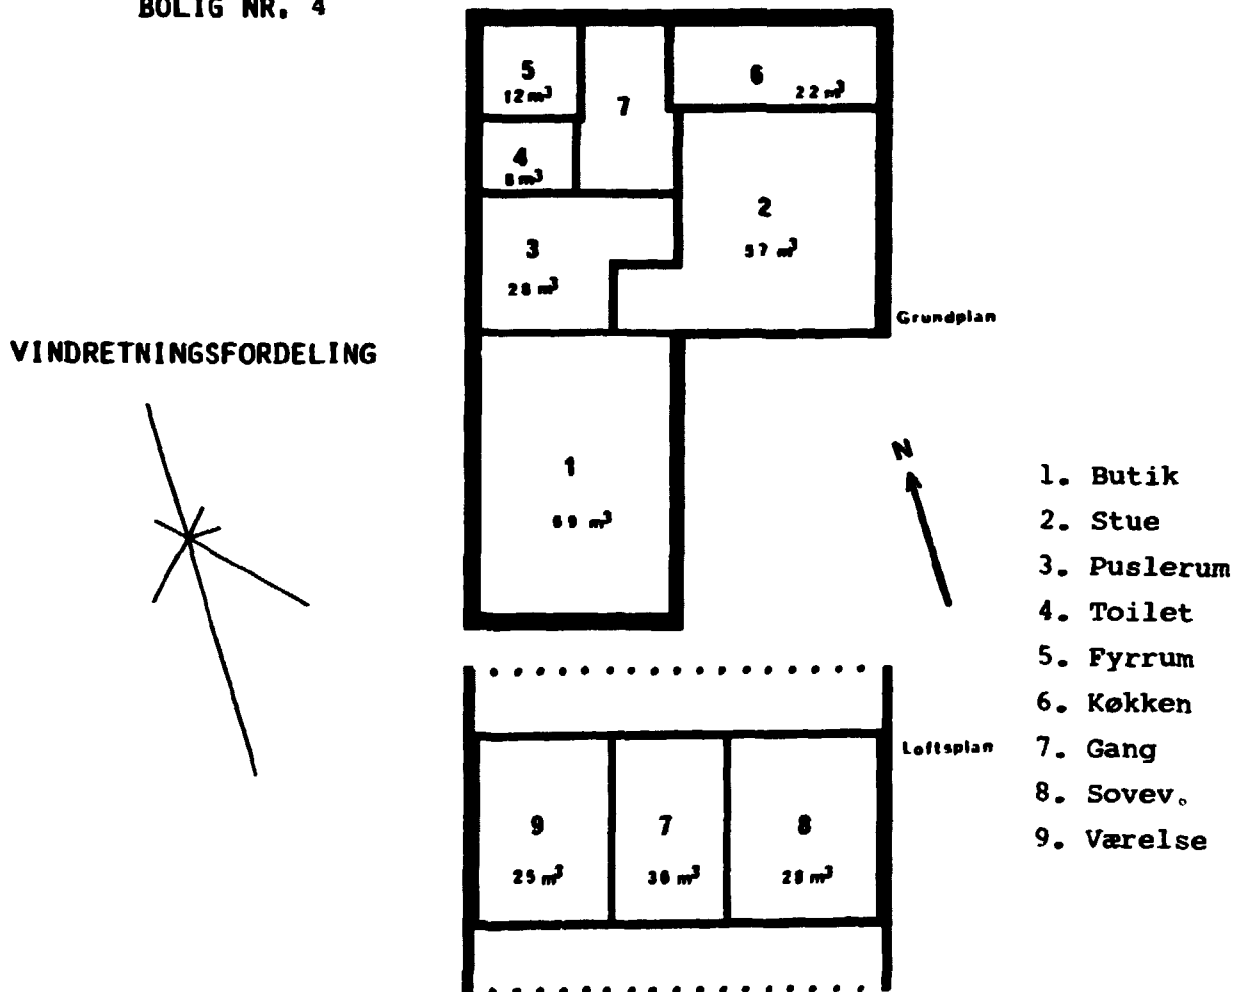 BOLIG NR. 4
5
12 m³
7
6
22 m³
4
8 m³
2
57 m³
3
28 m³
Grundplan
VINDRETNINGSFORDELING
1
69 m³
N
1. Butik
2. Stue
3. Puslerum
4. Toilet
5. Fyrrum
6. Køkken
7. Gang
8. Sovev.
9. Værelse
Loftsplan
9
25 m³
7
36 m³
8
28 m³